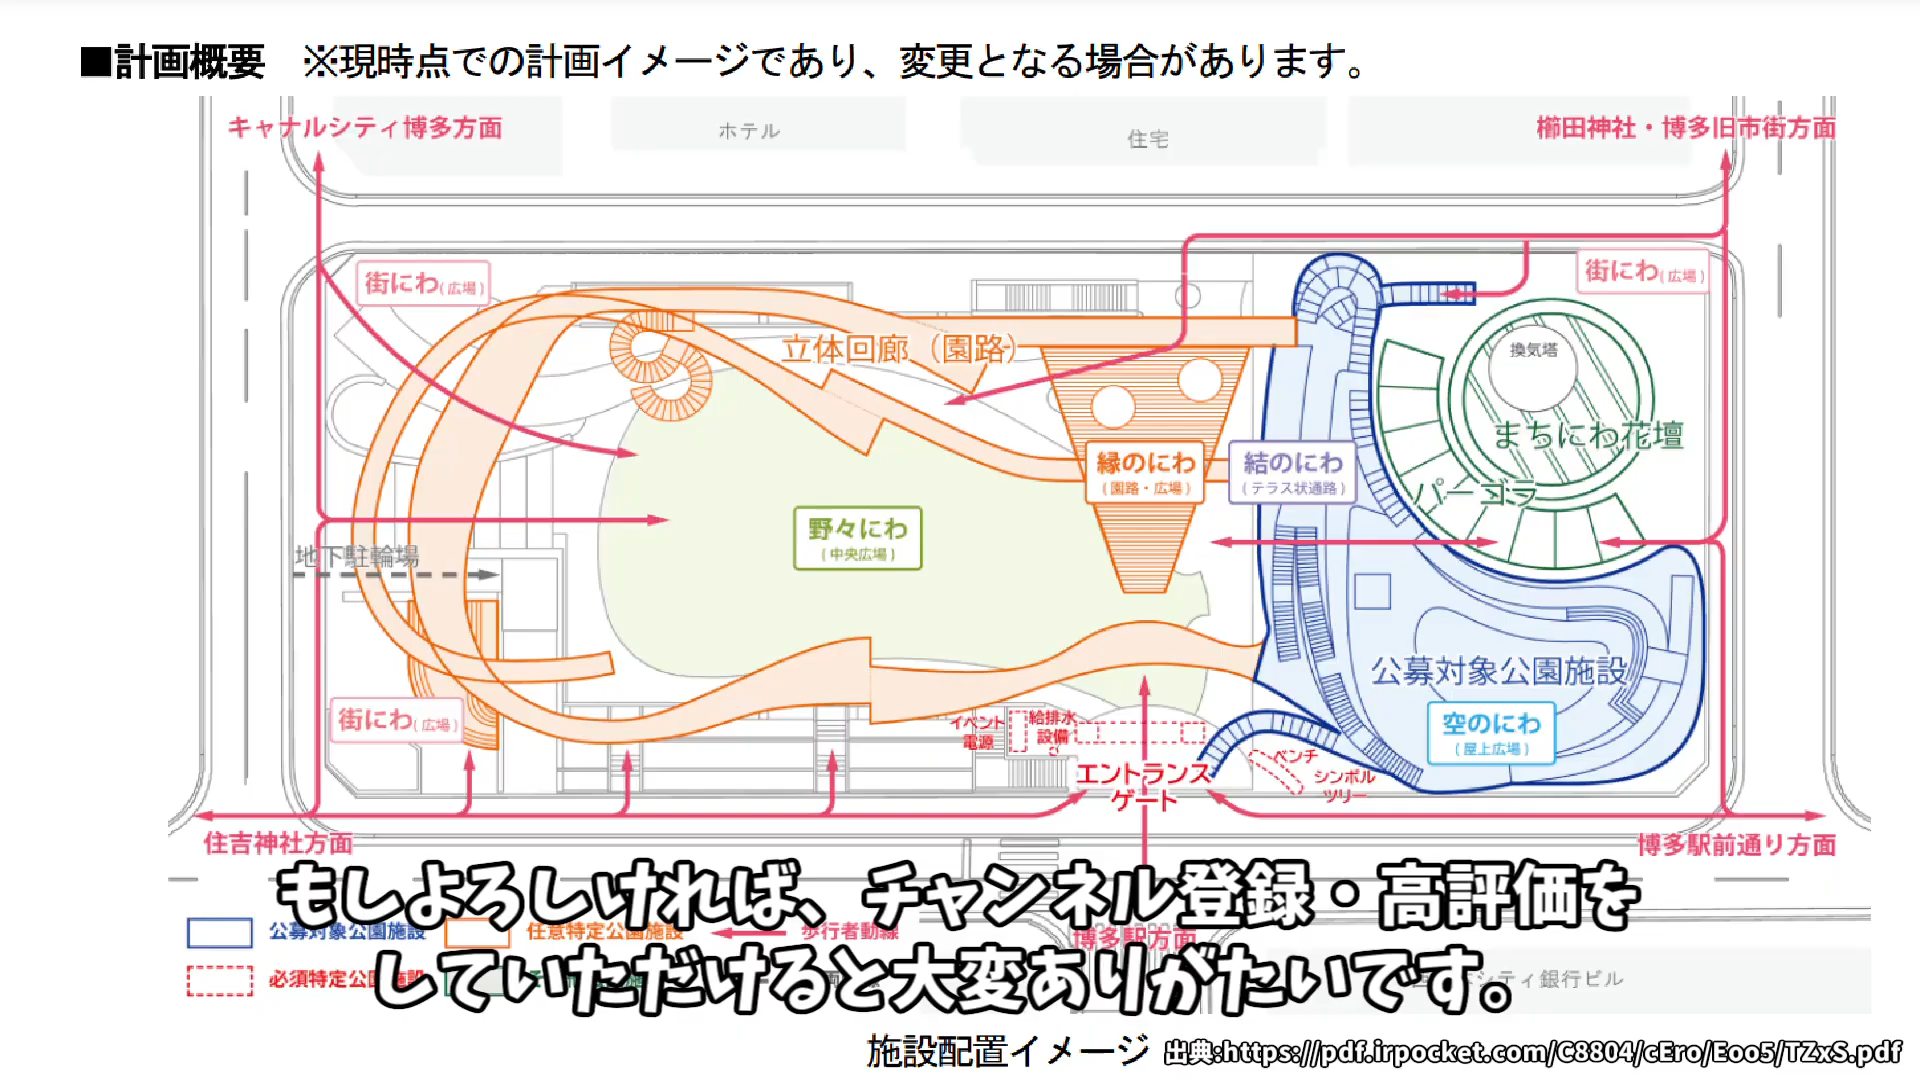 ■計画概要 ※現時点での計画イメージであり、変更となる場合があります。
キャナルシティ博多方面
ホテル
住宅
櫛田神社・博多旧市街方面
街にわ(広場)
街にわ(広場)
立体回廊（園路）
換気塔
まちにわ花壇
縁のにわ
(園路・広場)
結のにわ
(テラス状通路)
パーゴラ
野々にわ
(中央広場)
地下駐輪場
公募対象公園施設
街にわ(広場)
空のにわ
(屋上広場)
イベント
電源
給排水
設備
エントランス
ゲート
ベンチ
シンボル
ツリー
住吉神社方面
博多駅前通り方面
もしよろしければ、チャンネル登録・高評価を
していただけると大変ありがたいです。
公募対象公園施設
任意特定公園施設
歩行者動線
博多駅方面
必須特定公園施設
シティ銀行ビル
施設配置イメージ
出典:https://pdf.irpocket.com/C8804/cEro/Eoo5/TZxS.pdf